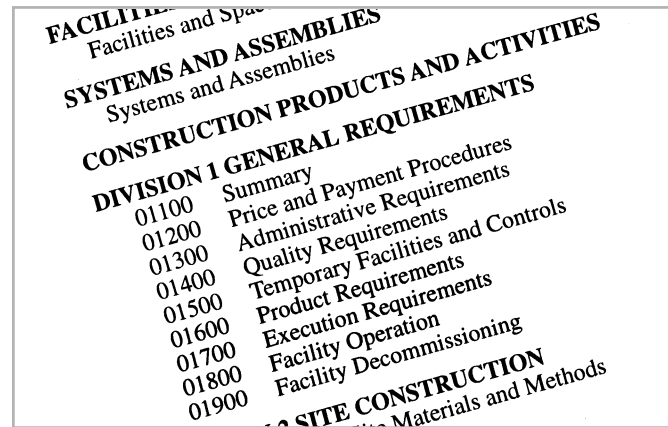 FACILITIES
Facilities and
SYSTEMS AND ASSEMBLIES
Systems and Assemblies
CONSTRUCTION PRODUCTS AND ACTIVITIES
DIVISION 1 GENERAL REQUIREMENTS
01100 Summary
01200 Price and Payment Procedures
01300 Administrative Requirements
01400 Quality Requirements
01500 Temporary Facilities and Controls
01600 Product Requirements
01700 Execution Requirements
01800 Facility Operation
01900 Facility Decommissioning
2 SITE CONSTRUCTION
Materials and Methods